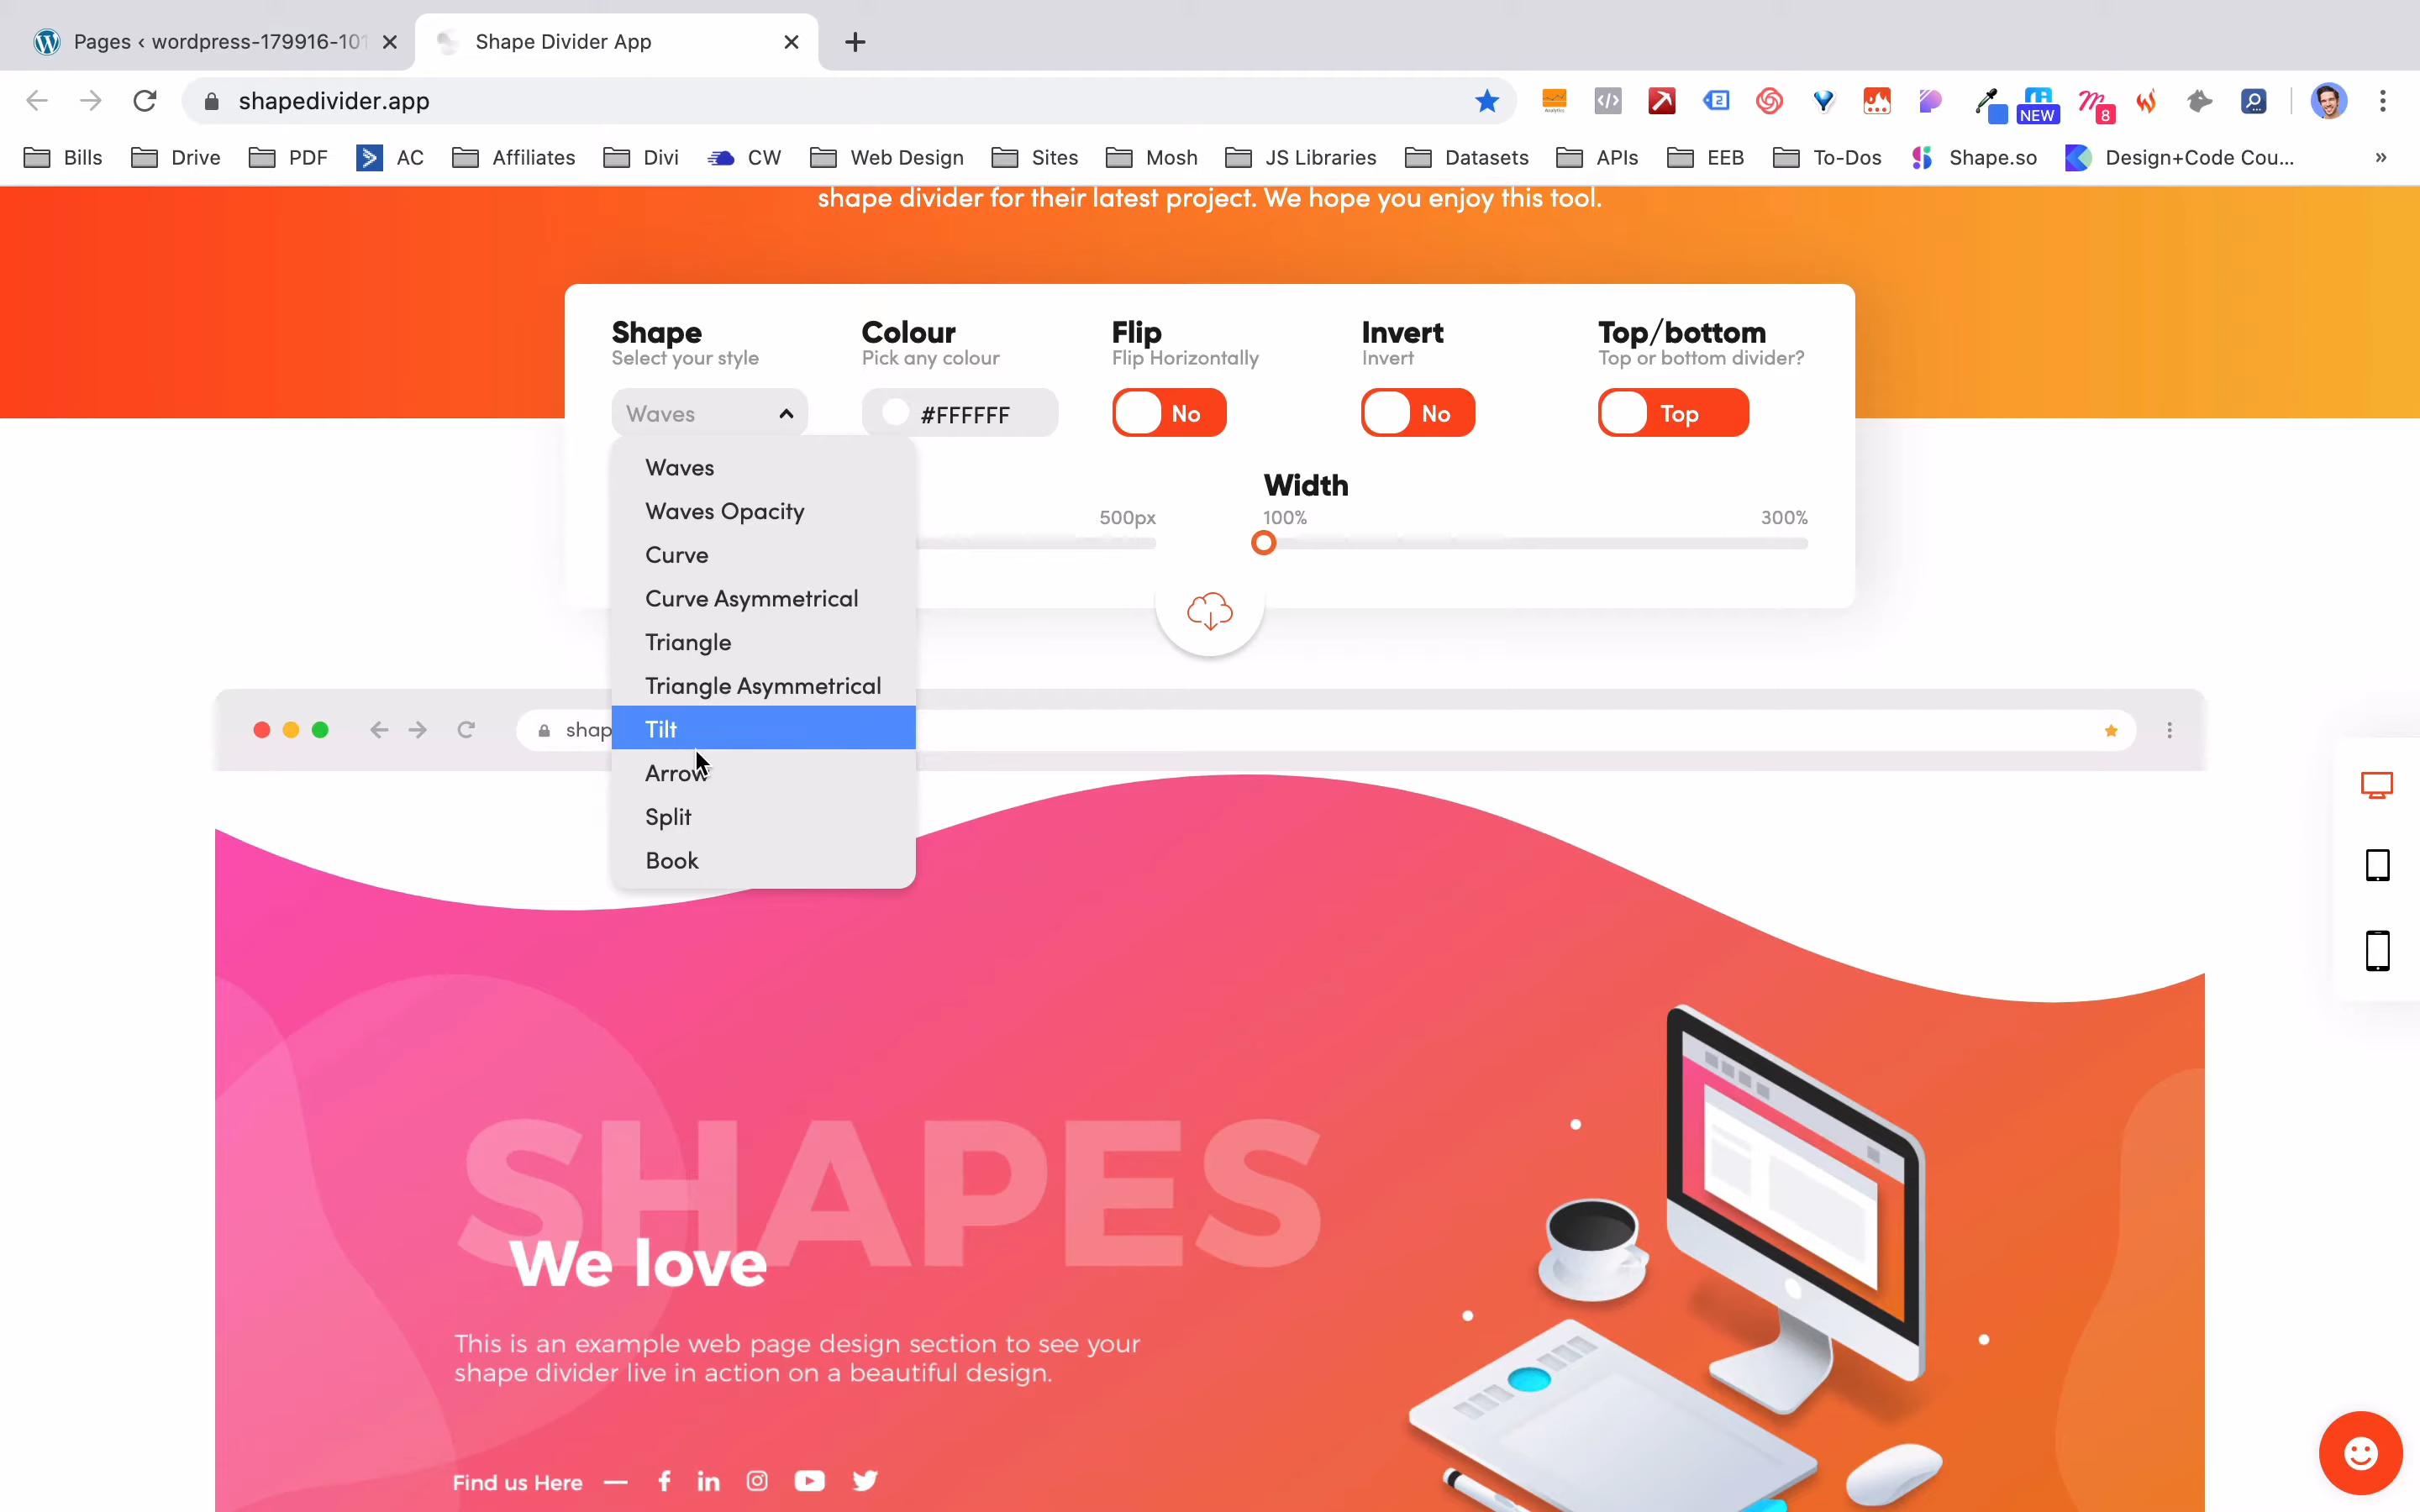 Pages ‹ wordpress-179916-101
Shape Divider App
shapedivider.app
2
NEW
8
Bills
Drive
PDF
AC
Affiliates
Divi
CW
Web Design
Sites
Mosh
JS Libraries
Datasets
APIs
EEB
To-Dos
Shape.so
Design+Code Cou...
»
shape divider for their latest project. We hope you enjoy this tool.
Shape
Select your style
Waves
Colour
Pick any colour
#FFFFFF
Flip
Flip Horizontally
No
Invert
Invert
No
Top/bottom
Top or bottom divider?
Top
Waves
Waves Opacity
Curve
Curve Asymmetrical
Triangle
Triangle Asymmetrical
Tilt
Arrow
Split
Book
500px
Width
100%
300%
shap
SHAPES
We love
This is an example web page design section to see your
shape divider live in action on a beautiful design.
Find us Here —